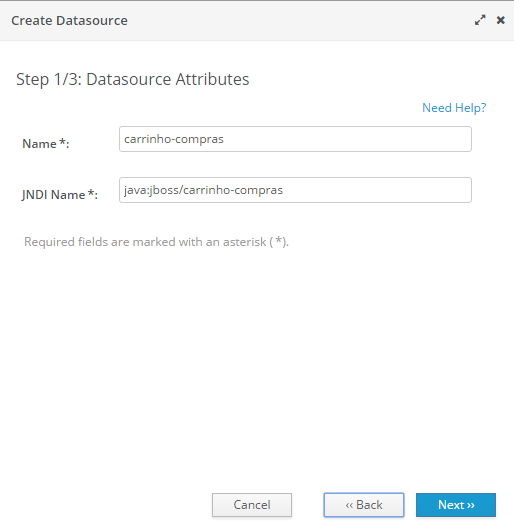 Create Datasource
Step 1/3: Datasource Attributes
Need Help?
Name *: carrinho-compras
JNDI Name *: java:jboss/carrinho-compras
Required fields are marked with an asterisk (*).
Cancel ‹‹ Back Next ››